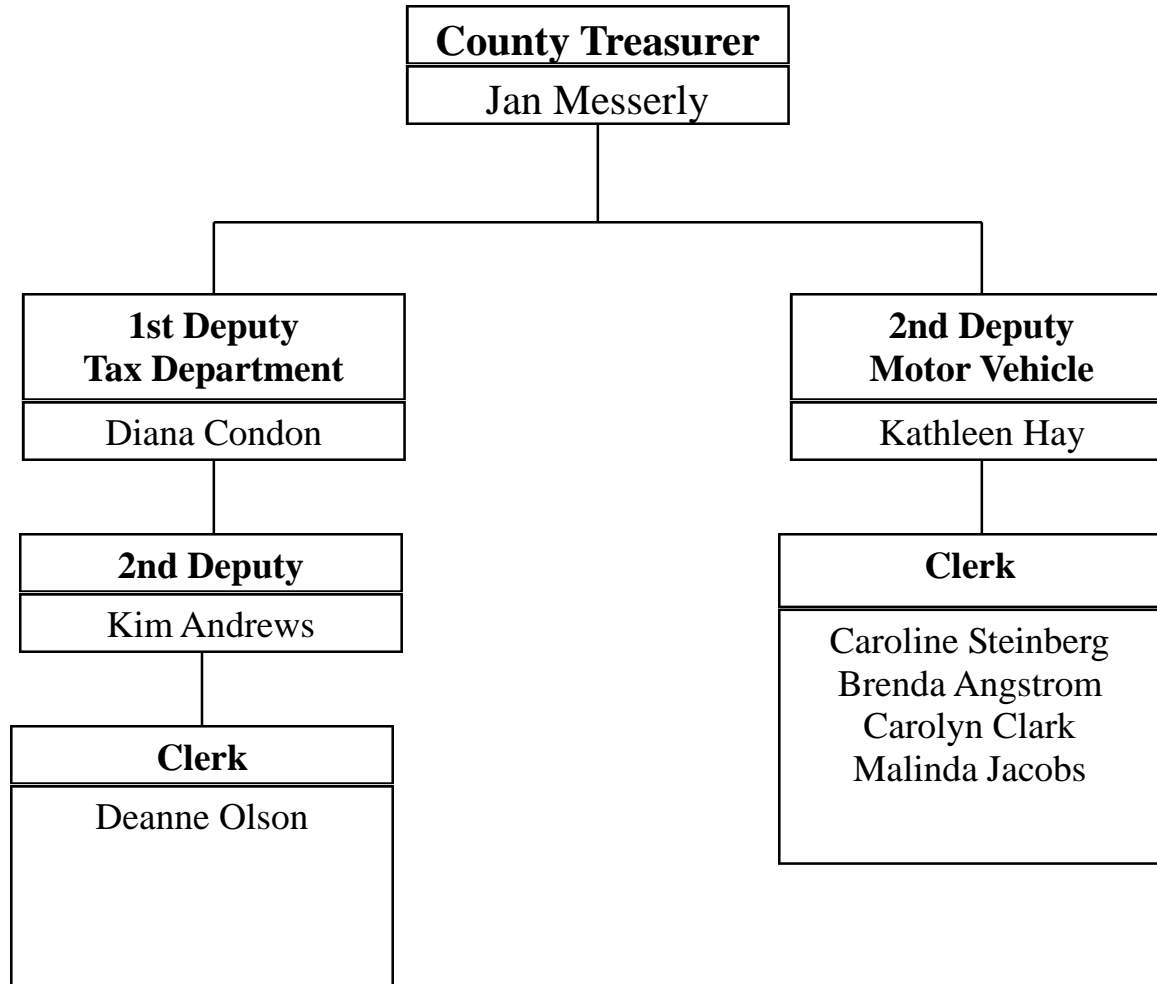 County Treasurer
Jan Messerly
1st Deputy
Tax Department
Diana Condon
2nd Deputy
Motor Vehicle
Kathleen Hay
2nd Deputy
Kim Andrews
Clerk
Deanne Olson
Clerk
Caroline Steinberg
Brenda Angstrom
Carolyn Clark
Malinda Jacobs